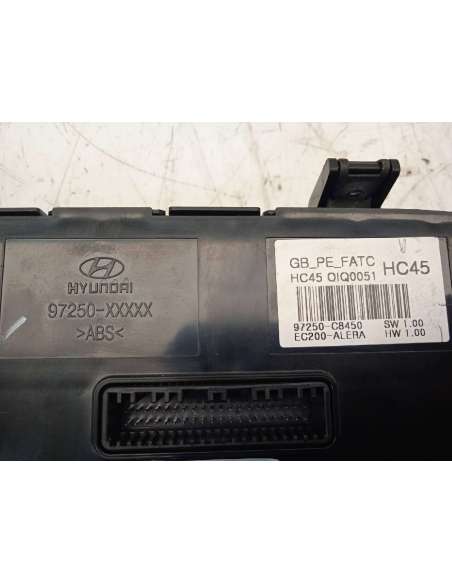 HYUNDAI
97250-XXXXX
>ABS<
GB_PE_FATC
HC45 OIQ0051
HC45
97250-C8450 SW 1.00
EC200-ALERA HW 1.00